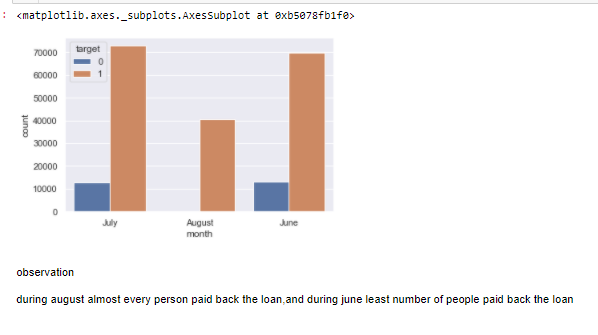 : <matplotlib.axes._subplots.AxesSubplot at 0xb5078fb1f0>
target
0
1
70000
60000
50000
40000
30000
20000
10000
0
count
July August June
month
observation
during august almost every person paid back the loan,and during june least number of people paid back the loan